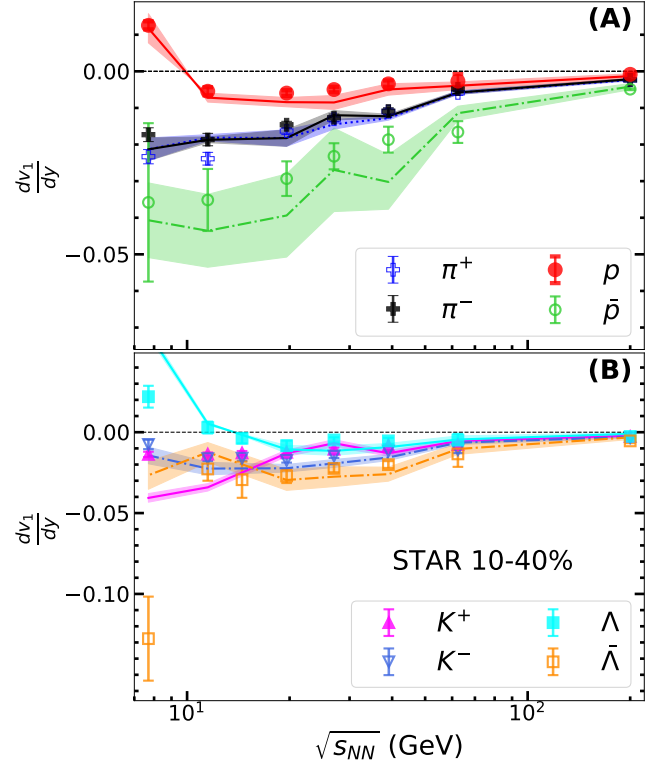 (A)
0.00
−0.05
dv₁/dy
π⁺ p
π⁻ p̄
(B)
0.00
−0.05
−0.10
dv₁/dy
STAR 10-40%
K⁺ Λ
K⁻ Λ̄
10¹ 10²
√s_NN (GeV)